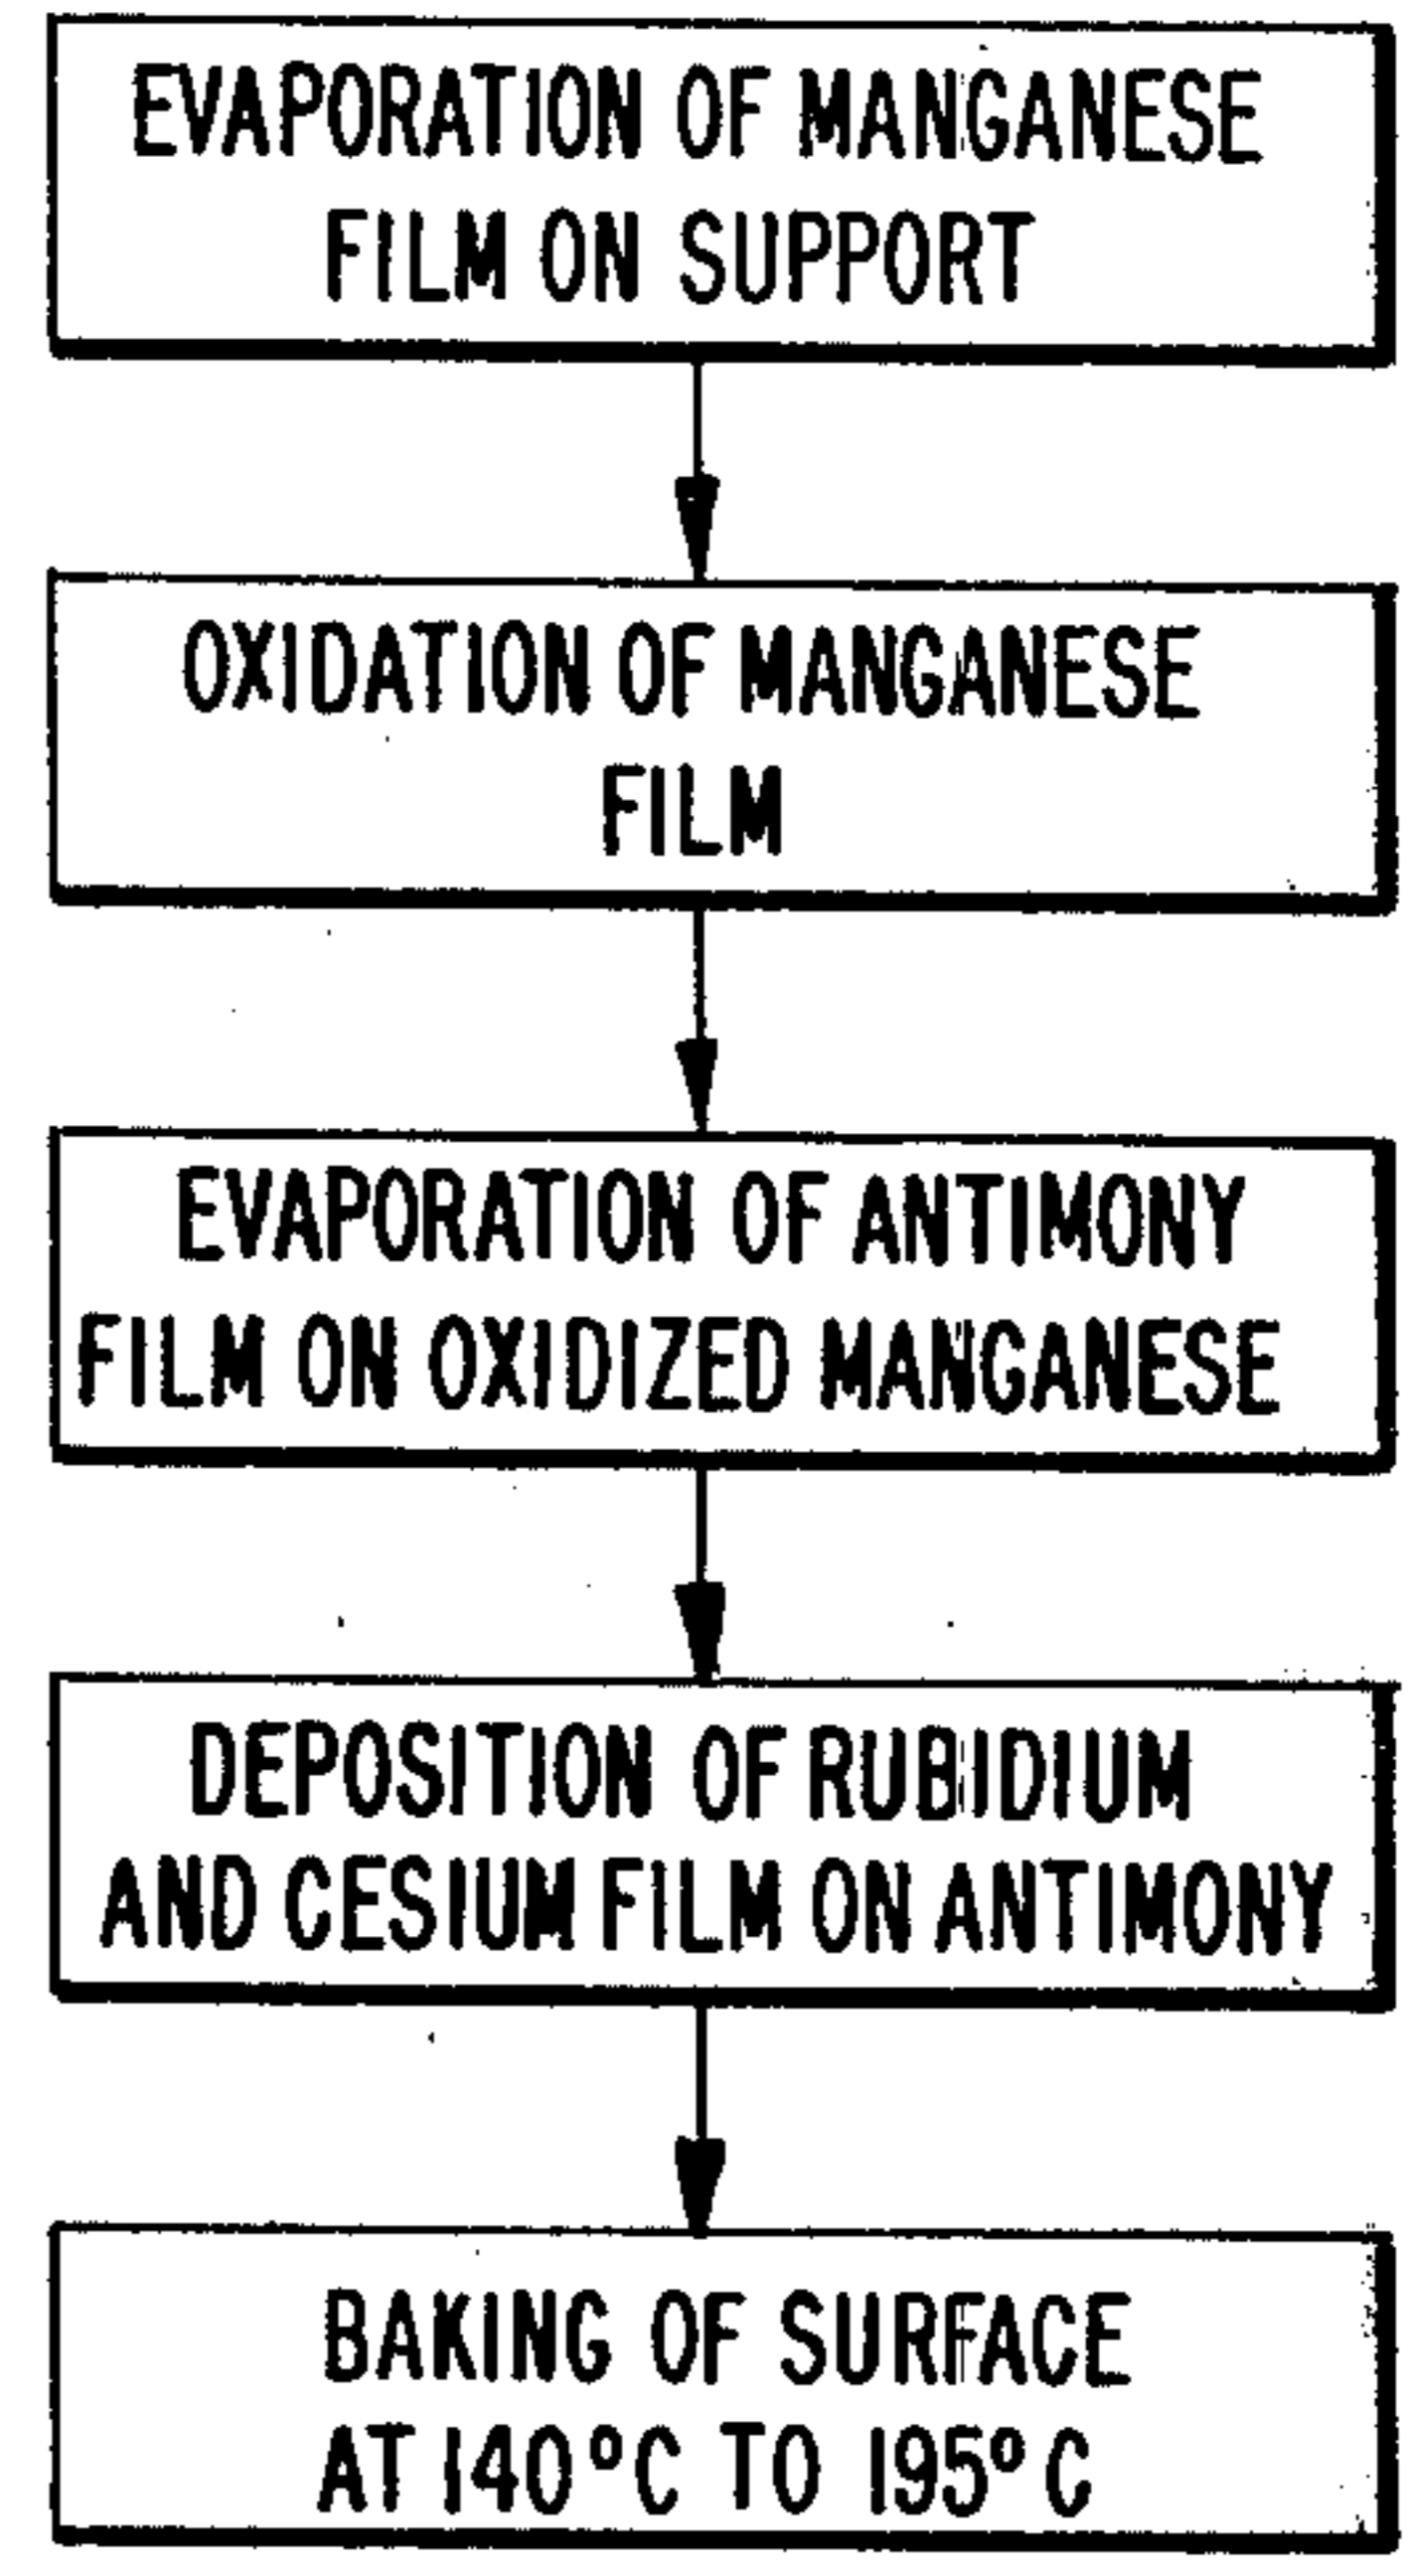 EVAPORATION OF MANGANESE
FILM ON SUPPORT
OXIDATION OF MANGANESE
FILM
EVAPORATION OF ANTIMONY
FILM ON OXIDIZED MANGANESE
DEPOSITION OF RUBIDIUM
AND CESIUM FILM ON ANTIMONY
BAKING OF SURFACE
AT 140°C TO 195°C